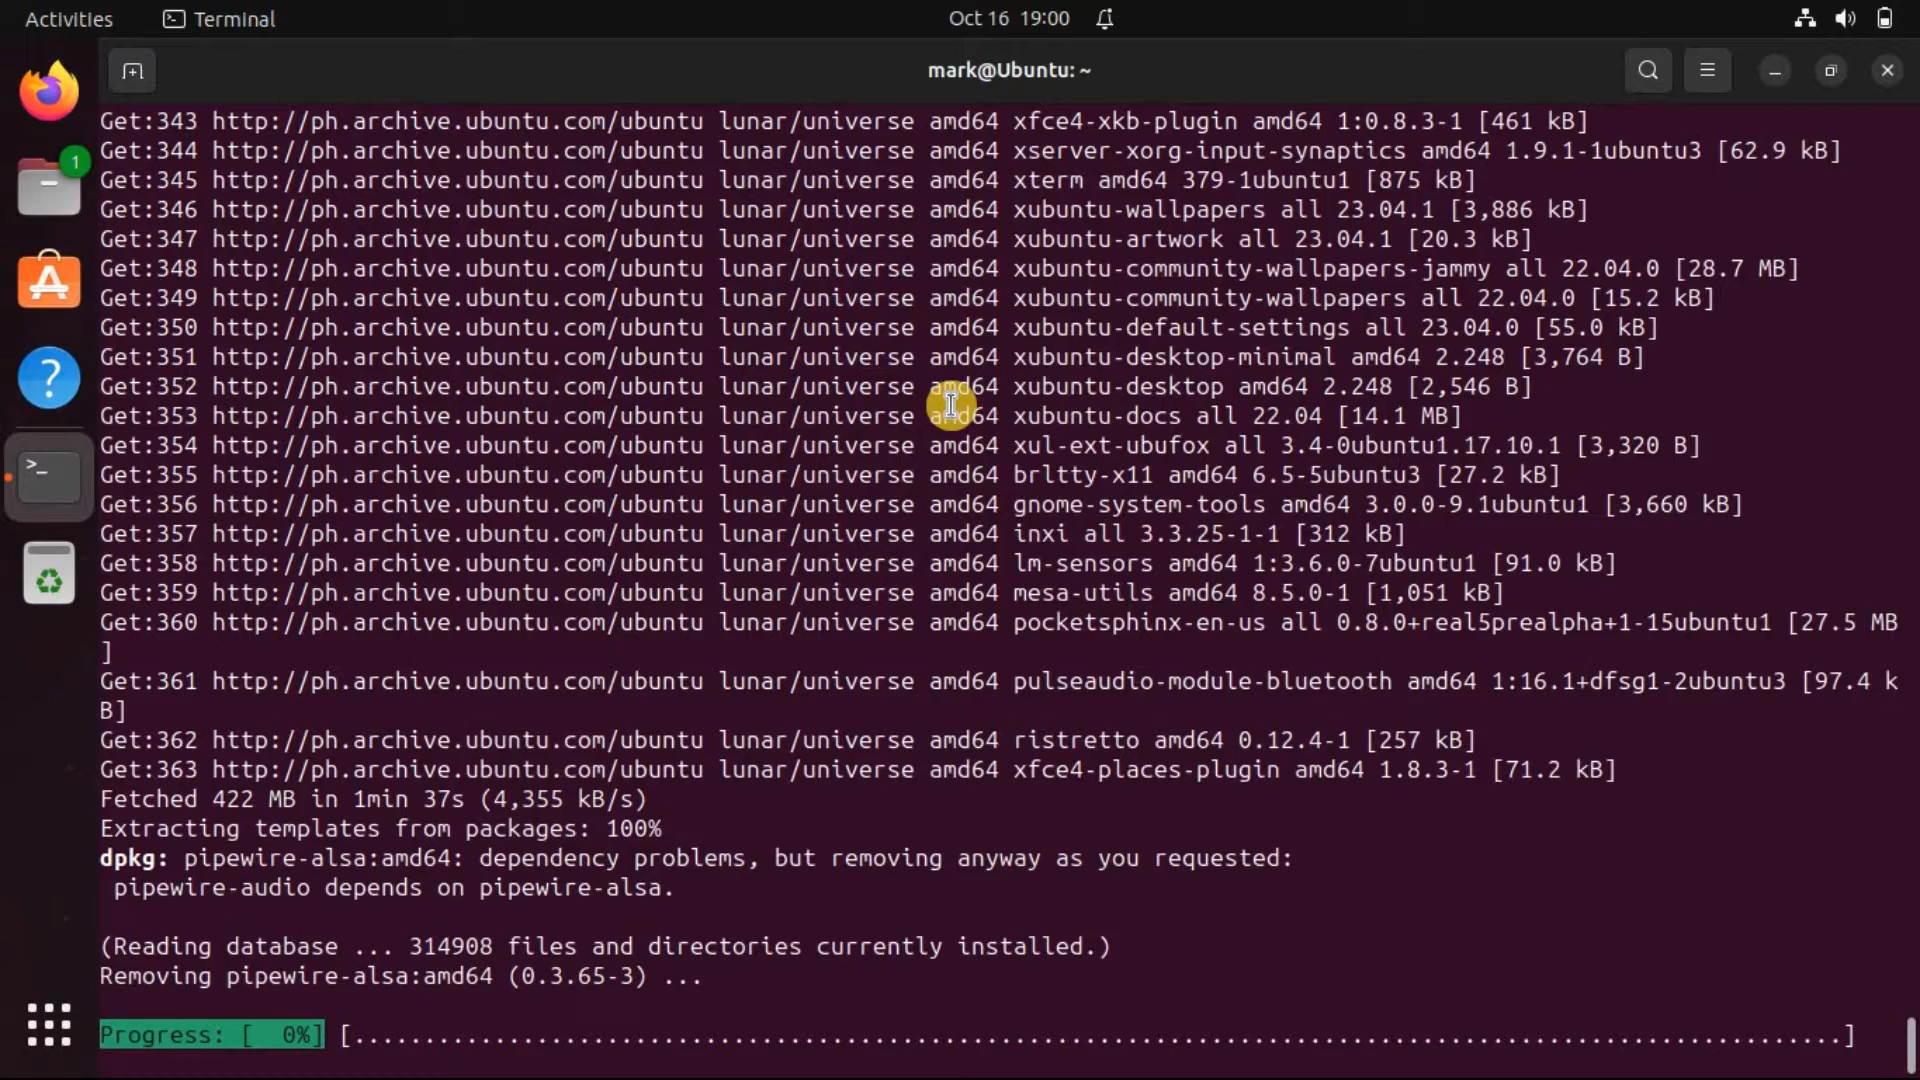 Activities Terminal Oct 16 19:00
mark@Ubuntu: ~
1
Get:343 http://ph.archive.ubuntu.com/ubuntu lunar/universe amd64 xfce4-xkb-plugin amd64 1:0.8.3-1 [461 kB]
Get:344 http://ph.archive.ubuntu.com/ubuntu lunar/universe amd64 xserver-xorg-input-synaptics amd64 1.9.1-1ubuntu3 [62.9 kB]
Get:345 http://ph.archive.ubuntu.com/ubuntu lunar/universe amd64 xterm amd64 379-1ubuntu1 [875 kB]
Get:346 http://ph.archive.ubuntu.com/ubuntu lunar/universe amd64 xubuntu-wallpapers all 23.04.1 [3,886 kB]
Get:347 http://ph.archive.ubuntu.com/ubuntu lunar/universe amd64 xubuntu-artwork all 23.04.1 [20.3 kB]
Get:348 http://ph.archive.ubuntu.com/ubuntu lunar/universe amd64 xubuntu-community-wallpapers-jammy all 22.04.0 [28.7 MB]
Get:349 http://ph.archive.ubuntu.com/ubuntu lunar/universe amd64 xubuntu-community-wallpapers all 22.04.0 [15.2 kB]
Get:350 http://ph.archive.ubuntu.com/ubuntu lunar/universe amd64 xubuntu-default-settings all 23.04.0 [55.0 kB]
Get:351 http://ph.archive.ubuntu.com/ubuntu lunar/universe amd64 xubuntu-desktop-minimal amd64 2.248 [3,764 B]
Get:352 http://ph.archive.ubuntu.com/ubuntu lunar/universe amd64 xubuntu-desktop amd64 2.248 [2,546 B]
Get:353 http://ph.archive.ubuntu.com/ubuntu lunar/universe amd64 xubuntu-docs all 22.04 [14.1 MB]
Get:354 http://ph.archive.ubuntu.com/ubuntu lunar/universe amd64 xul-ext-ubufox all 3.4-0ubuntu1.17.10.1 [3,320 B]
Get:355 http://ph.archive.ubuntu.com/ubuntu lunar/universe amd64 brltty-x11 amd64 6.5-5ubuntu3 [27.2 kB]
Get:356 http://ph.archive.ubuntu.com/ubuntu lunar/universe amd64 gnome-system-tools amd64 3.0.0-9.1ubuntu1 [3,660 kB]
Get:357 http://ph.archive.ubuntu.com/ubuntu lunar/universe amd64 inxi all 3.3.25-1-1 [312 kB]
Get:358 http://ph.archive.ubuntu.com/ubuntu lunar/universe amd64 lm-sensors amd64 1:3.6.0-7ubuntu1 [91.0 kB]
Get:359 http://ph.archive.ubuntu.com/ubuntu lunar/universe amd64 mesa-utils amd64 8.5.0-1 [1,051 kB]
Get:360 http://ph.archive.ubuntu.com/ubuntu lunar/universe amd64 pocketsphinx-en-us all 0.8.0+real5prealpha+1-15ubuntu1 [27.5 MB
]
Get:361 http://ph.archive.ubuntu.com/ubuntu lunar/universe amd64 pulseaudio-module-bluetooth amd64 1:16.1+dfsg1-2ubuntu3 [97.4 k
B]
Get:362 http://ph.archive.ubuntu.com/ubuntu lunar/universe amd64 ristretto amd64 0.12.4-1 [257 kB]
Get:363 http://ph.archive.ubuntu.com/ubuntu lunar/universe amd64 xfce4-places-plugin amd64 1.8.3-1 [71.2 kB]
Fetched 422 MB in 1min 37s (4,355 kB/s)
Extracting templates from packages: 100%
dpkg: pipewire-alsa:amd64: dependency problems, but removing anyway as you requested:
 pipewire-audio depends on pipewire-alsa.
(Reading database ... 314908 files and directories currently installed.)
Removing pipewire-alsa:amd64 (0.3.65-3) ...
Progress: [  0%] [..........................................................................................................]